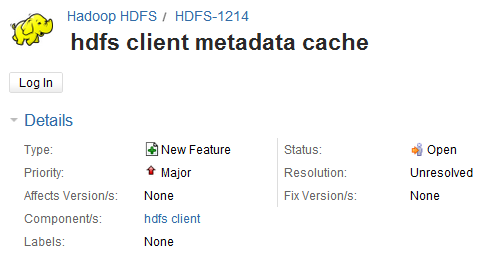 Hadoop HDFS / HDFS-1214
hdfs client metadata cache
Log In
Details
Type: New Feature Status: Open
Priority: Major Resolution: Unresolved
Affects Version/s: None Fix Version/s: None
Component/s: hdfs client
Labels: None